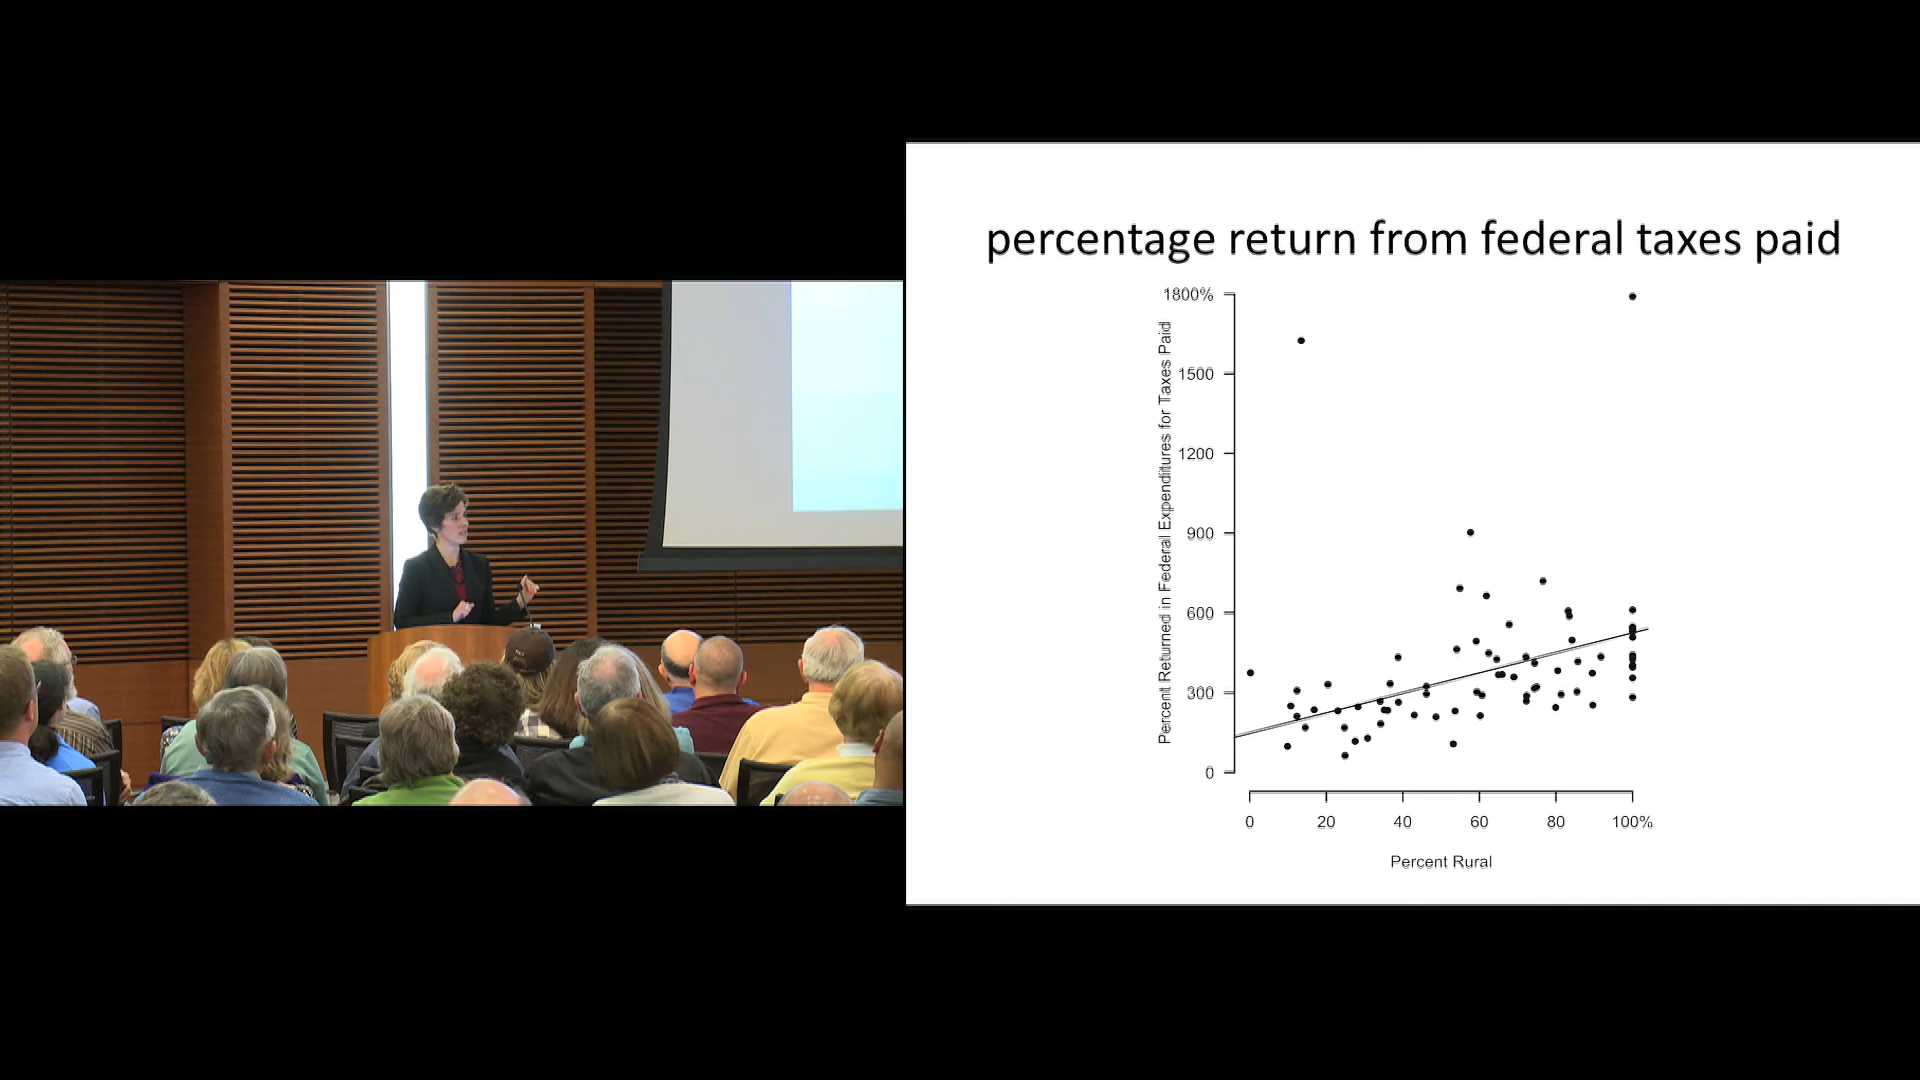 percentage return from federal taxes paid
Percent Returned in Federal Expenditures for Taxes Paid
1800%
1500
1200
900
600
300
0
0 20 40 60 80 100%
Percent Rural